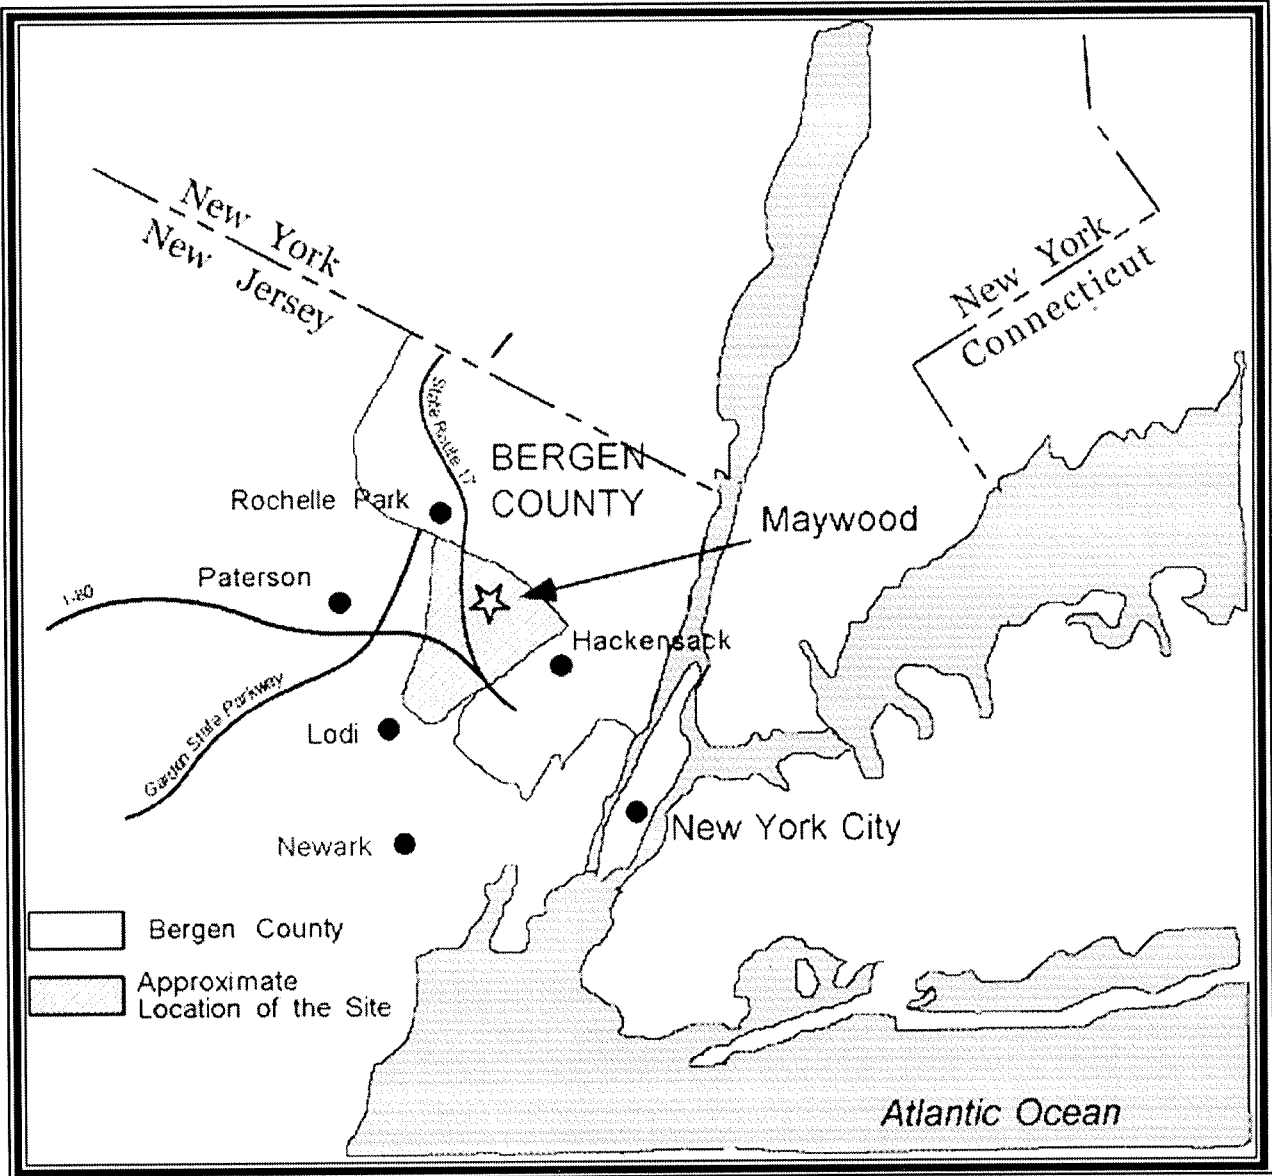 New York
New Jersey
New York
Connecticut
State Route 17
BERGEN
COUNTY
Rochelle Park
Maywood
Paterson
I-80
Hackensack
Garden State Parkway
Lodi
New York City
Newark
Bergen County
Approximate
Location of the Site
Atlantic Ocean